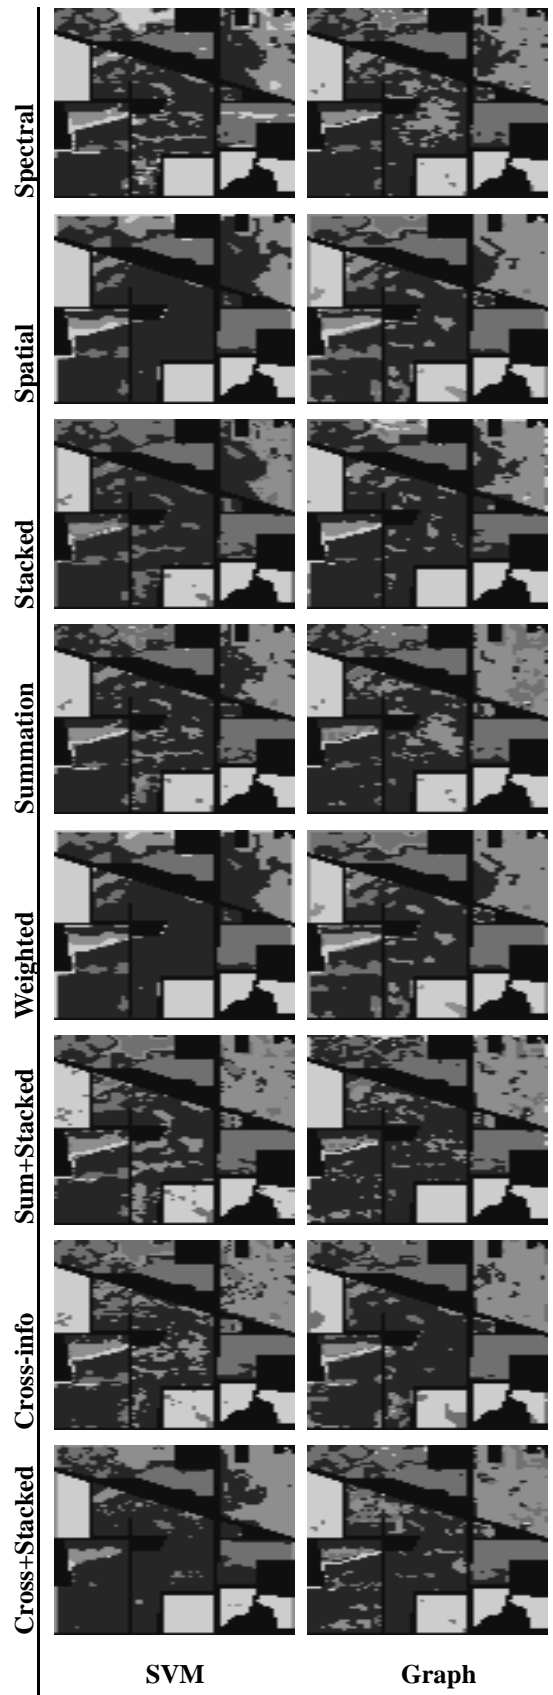 Spectral
Spatial
Stacked
Summation
Weighted
Sum+Stacked
Cross-info
Cross+Stacked
SVM Graph